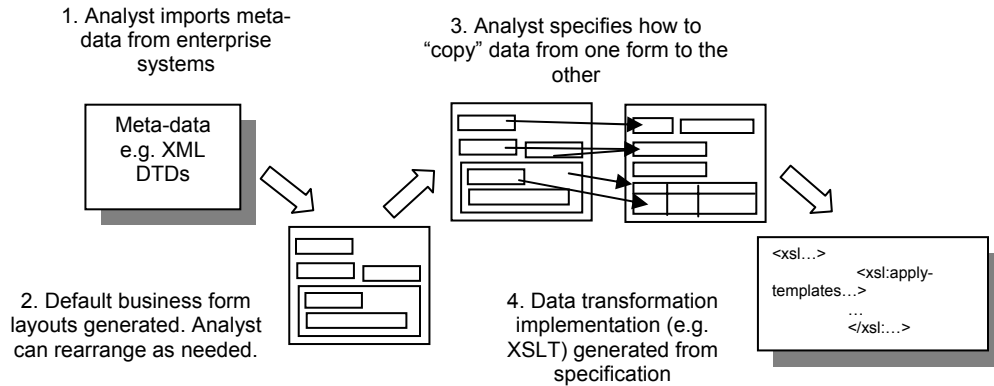 1. Analyst imports meta-
data from enterprise
systems
3. Analyst specifies how to
“copy” data from one form to the
other
Meta-data
e.g. XML
DTDs
2. Default business form
layouts generated. Analyst
can rearrange as needed.
4. Data transformation
implementation (e.g.
XSLT) generated from
specification
<xsl…>
<xsl:apply-
templates…>
…
</xsl:…>